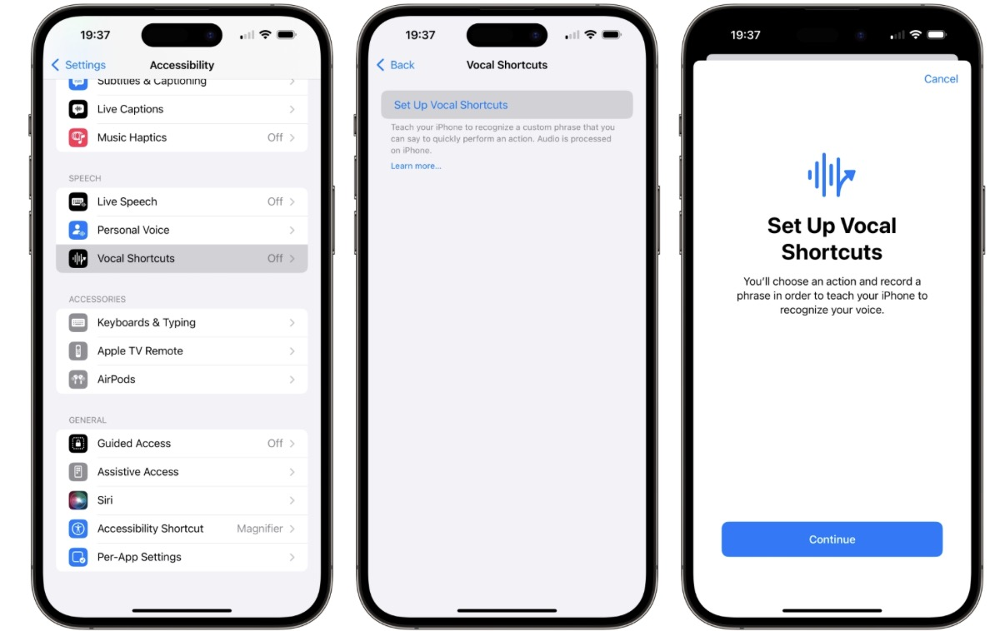 19:37
Settings
Accessibility
Subtitles & Captioning
Live Captions
Music Haptics Off
SPEECH
Live Speech Off
Personal Voice
Vocal Shortcuts Off
ACCESSORIES
Keyboards & Typing
Apple TV Remote
AirPods
GENERAL
Guided Access Off
Assistive Access
Siri
Accessibility Shortcut Magnifier
Per-App Settings
19:37
Back
Vocal Shortcuts
Set Up Vocal Shortcuts
Teach your iPhone to recognize a custom phrase that you
can say to quickly perform an action. Audio is processed
on iPhone.
Learn more...
19:37
Cancel
Set Up Vocal
Shortcuts
You’ll choose an action and record a
phrase in order to teach your iPhone to
recognize your voice.
Continue